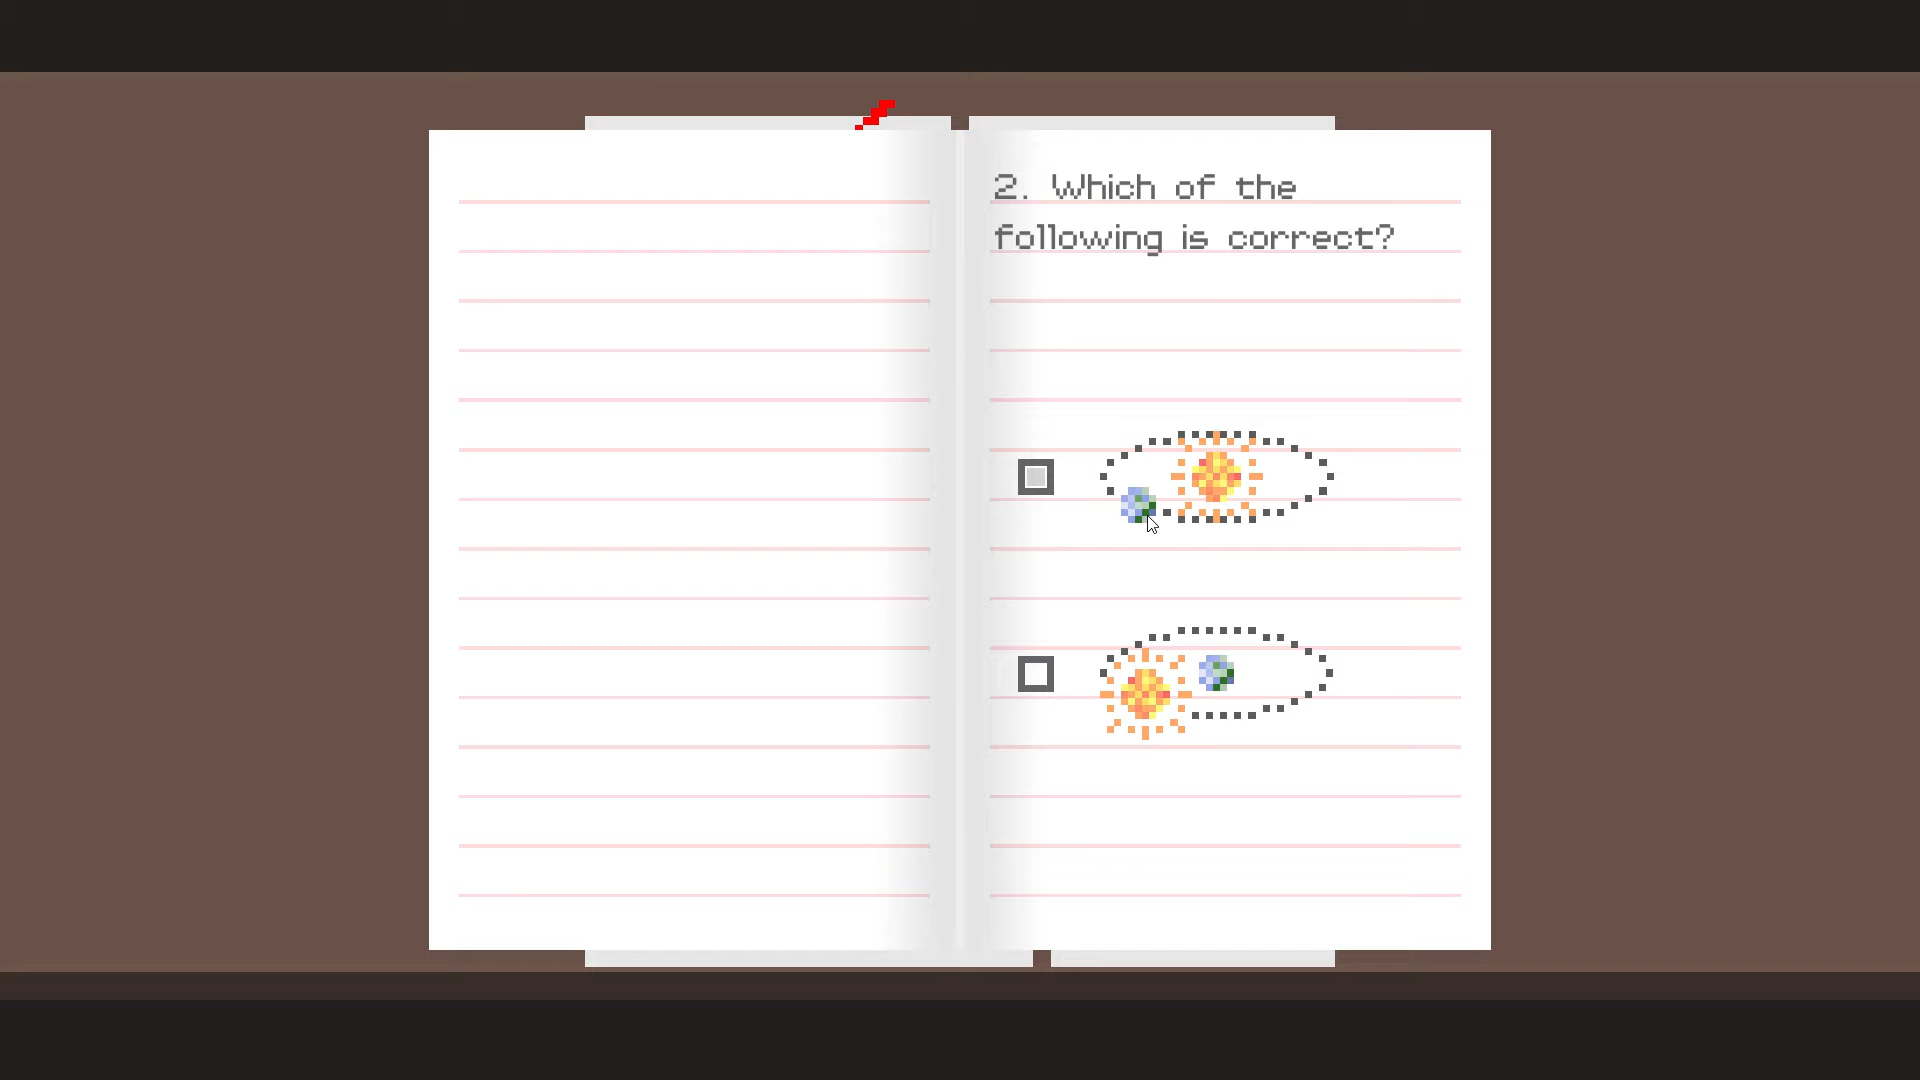 2. Which of the
following is correct?